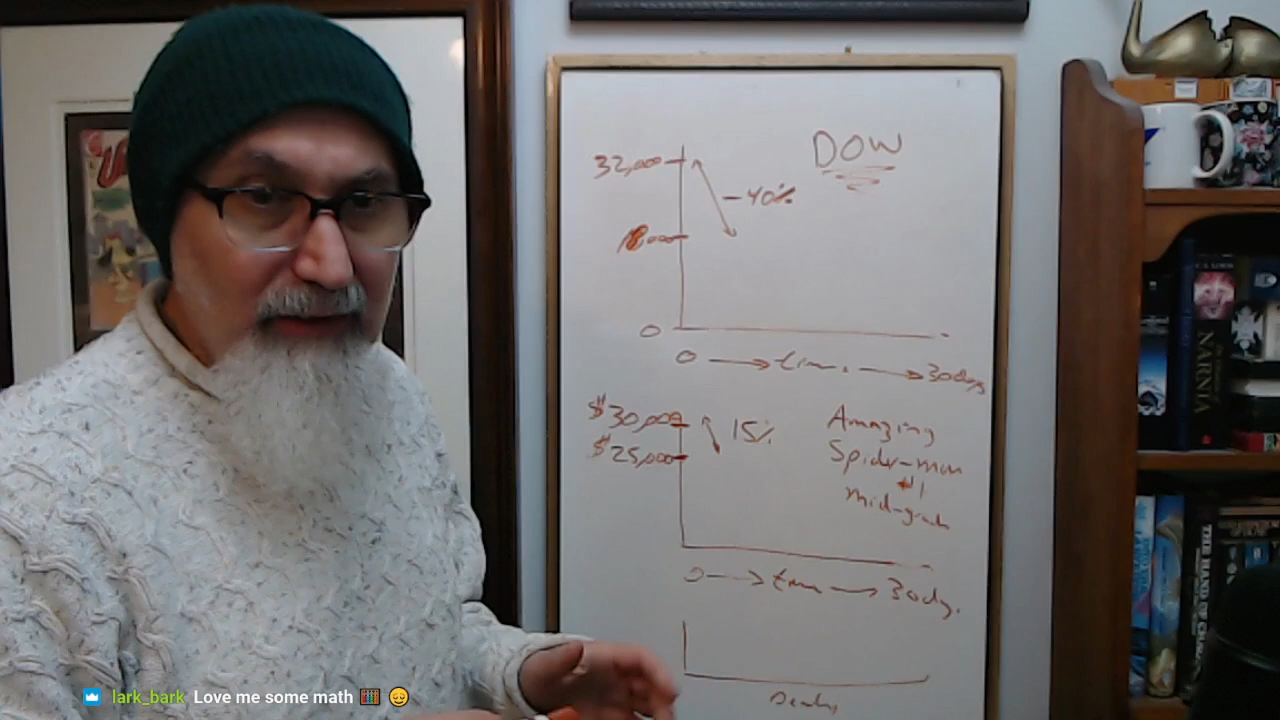 DOW
32,000
-40%
18,000
0
0 → time → 30 days
$30,000
15%
$25,000
Amazing
Spider-man
#1
mid-grade
0 → time → 30 dy.
NARNIA
lark_bark Love me some math 🧮 😌